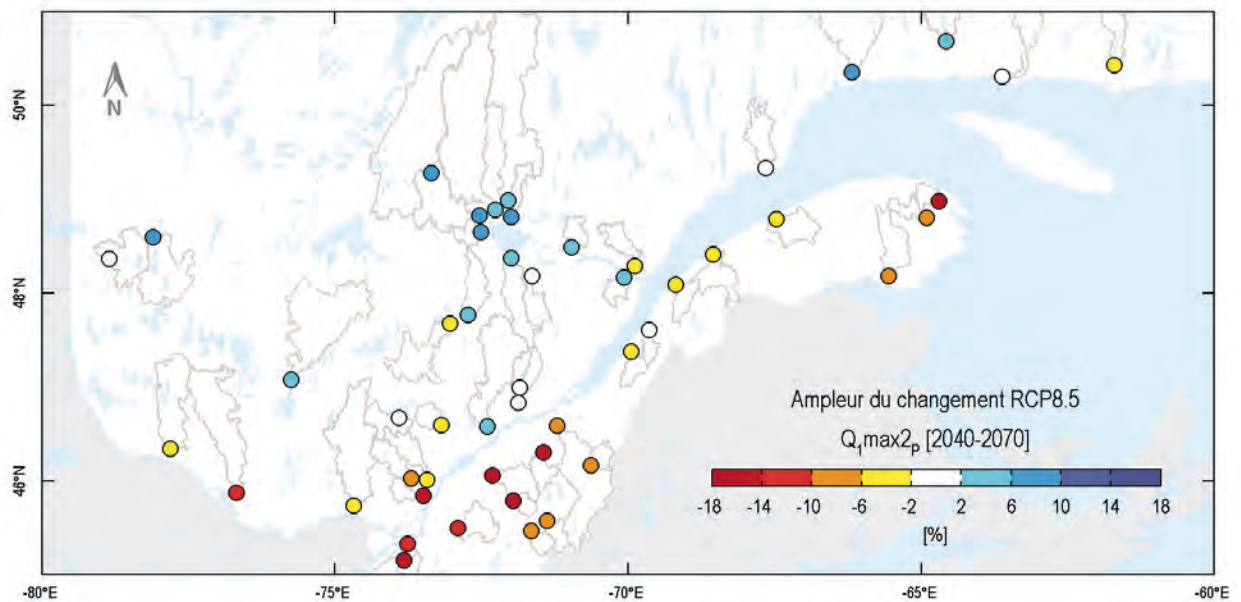 50°N
48°N
46°N
N
Ampleur du changement RCP8.5
Q₁max2ₚ [2040-2070]
-18 -14 -10 -6 -2 2 6 10 14 18
[%]
-80°E -75°E -70°E -65°E -60°E